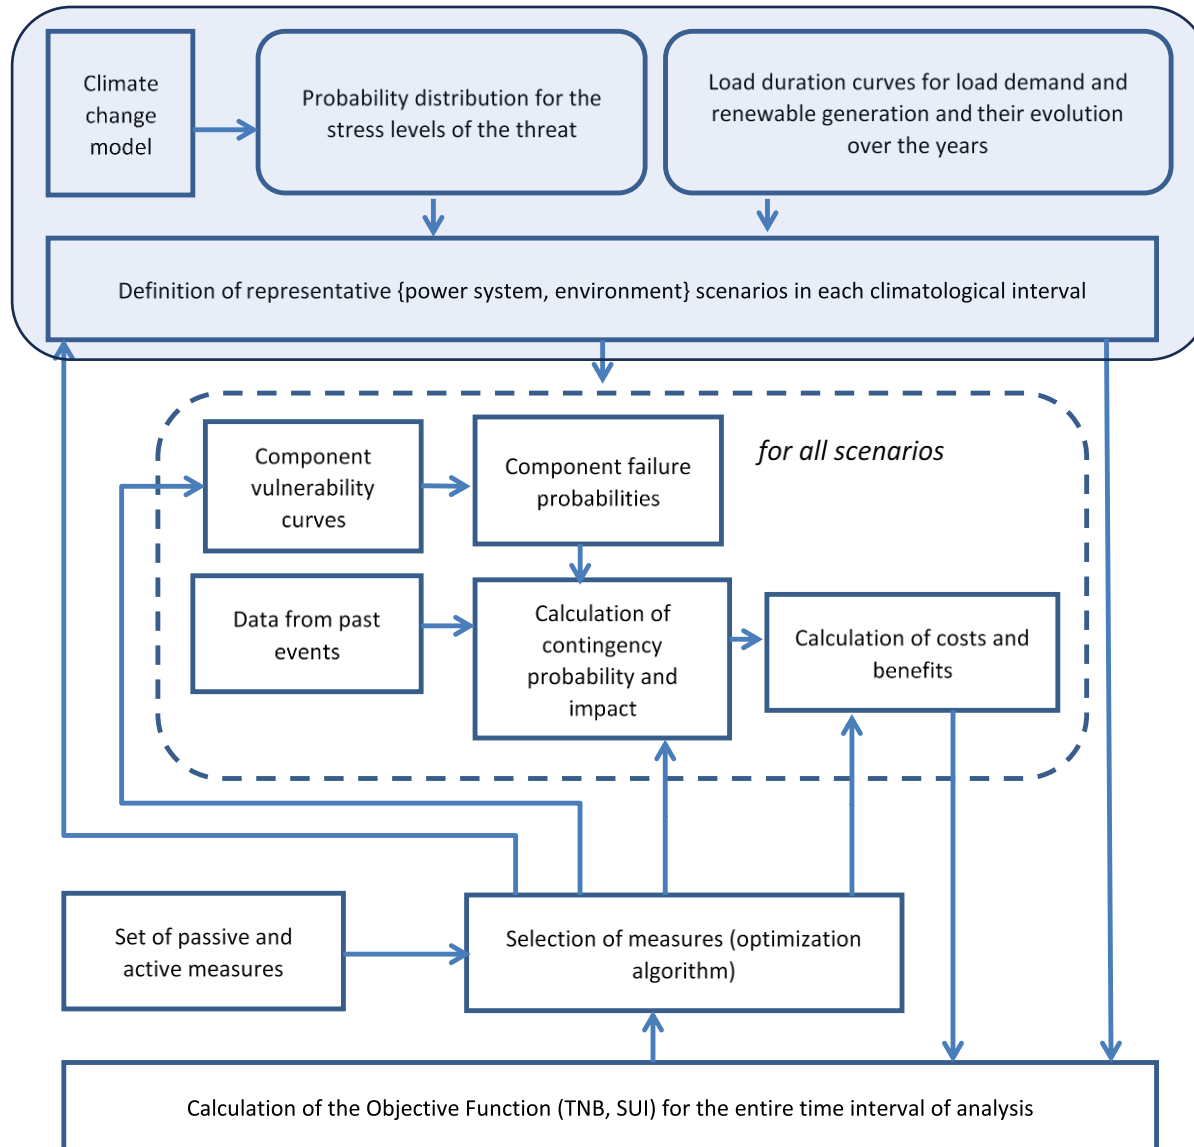 Climate
change
model
Probability distribution for the
stress levels of the threat
Load duration curves for load demand and
renewable generation and their evolution
over the years
Definition of representative {power system, environment} scenarios in each climatological interval
for all scenarios
Component
vulnerability
curves
Component failure
probabilities
Data from past
events
Calculation of
contingency
probability and
impact
Calculation of costs and
benefits
Set of passive and
active measures
Selection of measures (optimization
algorithm)
Calculation of the Objective Function (TNB, SUI) for the entire time interval of analysis